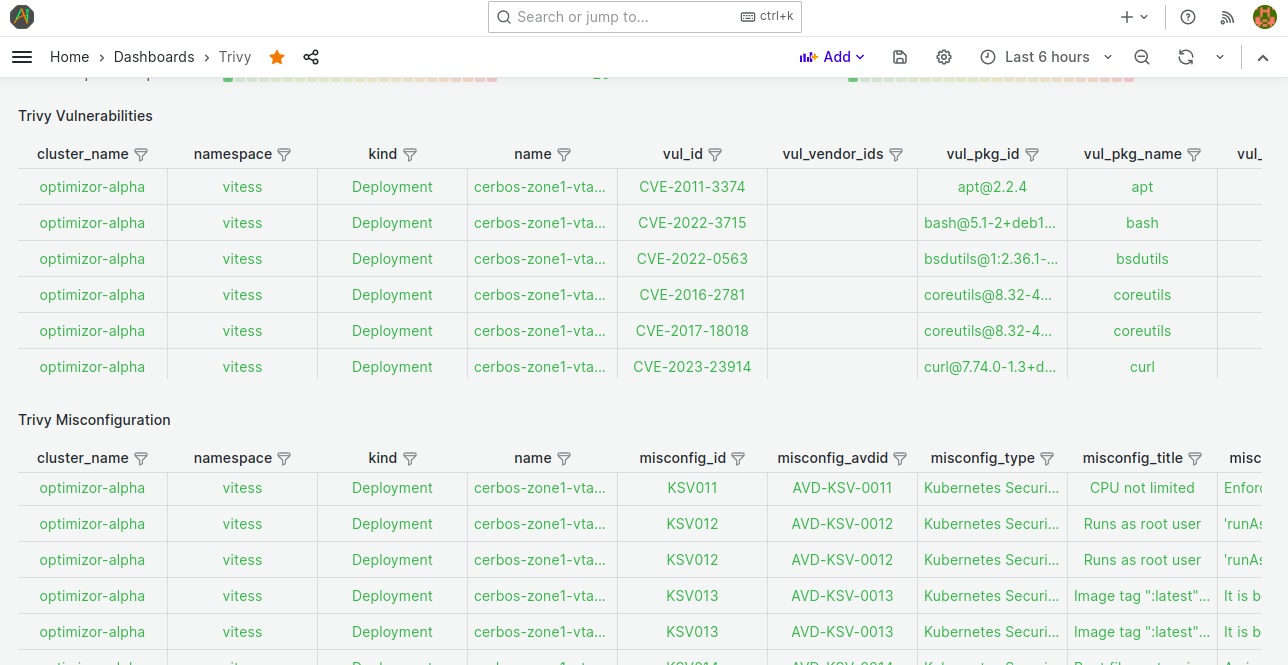 Search or jump to... ctrl+k
Home › Dashboards › Trivy Add Last 6 hours
Trivy Vulnerabilities
cluster_name namespace kind name vul_id vul_vendor_ids vul_pkg_id vul_pkg_name vul_
optimizor-alpha vitess Deployment cerbos-zone1-vta... CVE-2011-3374 apt@2.2.4 apt
optimizor-alpha vitess Deployment cerbos-zone1-vta... CVE-2022-3715 bash@5.1-2+deb1... bash
optimizor-alpha vitess Deployment cerbos-zone1-vta... CVE-2022-0563 bsdutils@1:2.36.1-... bsdutils
optimizor-alpha vitess Deployment cerbos-zone1-vta... CVE-2016-2781 coreutils@8.32-4... coreutils
optimizor-alpha vitess Deployment cerbos-zone1-vta... CVE-2017-18018 coreutils@8.32-4... coreutils
optimizor-alpha vitess Deployment cerbos-zone1-vta... CVE-2023-23914 curl@7.74.0-1.3+d... curl
Trivy Misconfiguration
cluster_name namespace kind name misconfig_id misconfig_avdid misconfig_type misconfig_title misc
optimizor-alpha vitess Deployment cerbos-zone1-vta... KSV011 AVD-KSV-0011 Kubernetes Securi... CPU not limited Enforc
optimizor-alpha vitess Deployment cerbos-zone1-vta... KSV012 AVD-KSV-0012 Kubernetes Securi... Runs as root user 'runAs
optimizor-alpha vitess Deployment cerbos-zone1-vta... KSV012 AVD-KSV-0012 Kubernetes Securi... Runs as root user 'runAs
optimizor-alpha vitess Deployment cerbos-zone1-vta... KSV013 AVD-KSV-0013 Kubernetes Securi... Image tag ":latest"... It is b
optimizor-alpha vitess Deployment cerbos-zone1-vta... KSV013 AVD-KSV-0013 Kubernetes Securi... Image tag ":latest"... It is b